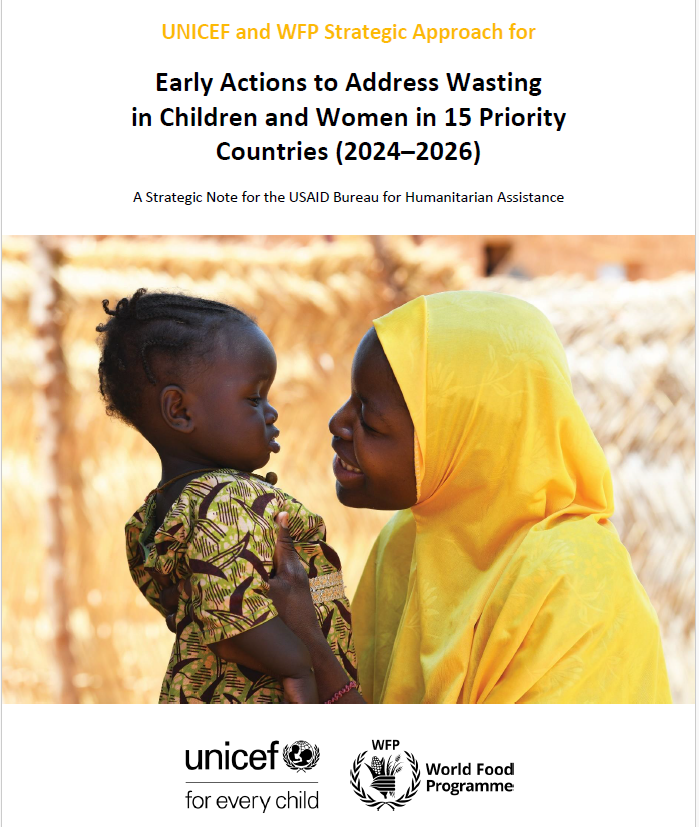 UNICEF and WFP Strategic Approach for
Early Actions to Address Wasting
in Children and Women in 15 Priority
Countries (2024–2026)
A Strategic Note for the USAID Bureau for Humanitarian Assistance
unicef
for every child
WFP
World Food
Programme